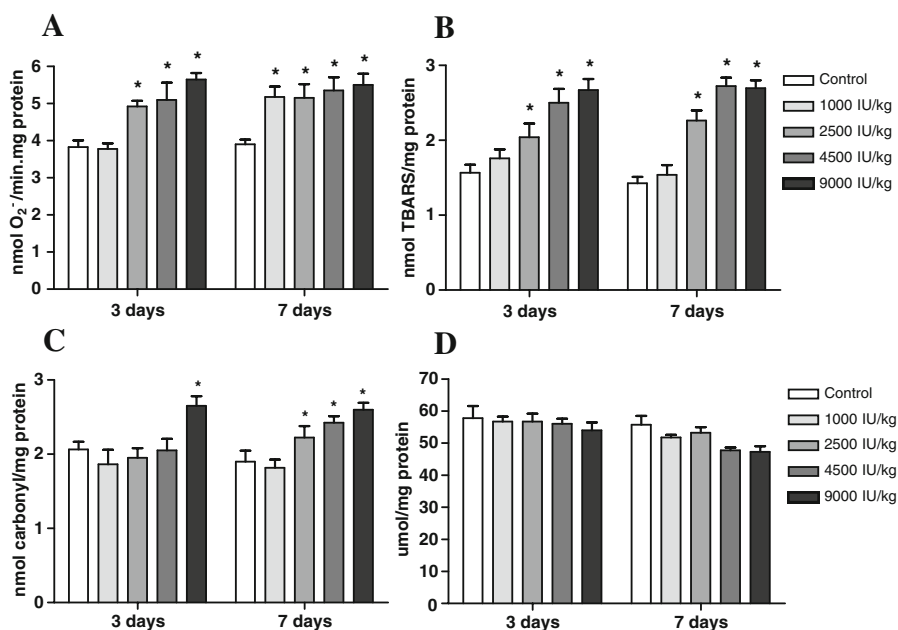 A
nmol O₂⁻/min.mg protein
6
5
4
3
2
1
0
* * * * * * *
3 days 7 days
B
nmol TBARS/mg protein
3
2
1
0
* * * * * *
3 days 7 days
Control
1000 IU/kg
2500 IU/kg
4500 IU/kg
9000 IU/kg
C
nmol carbonyl/mg protein
3
2
1
0
* * * *
3 days 7 days
D
umol/mg protein
70
60
50
40
30
20
10
0
3 days 7 days
Control
1000 IU/kg
2500 IU/kg
4500 IU/kg
9000 IU/kg